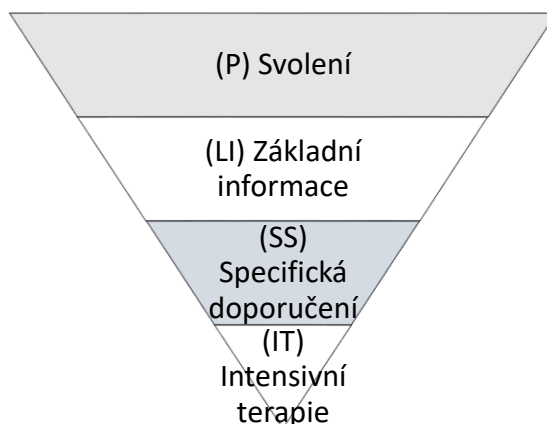 (P) Svolení
(LI) Základní
informace
(SS)
Specifická
doporučení
(IT)
Intensivní
terapie